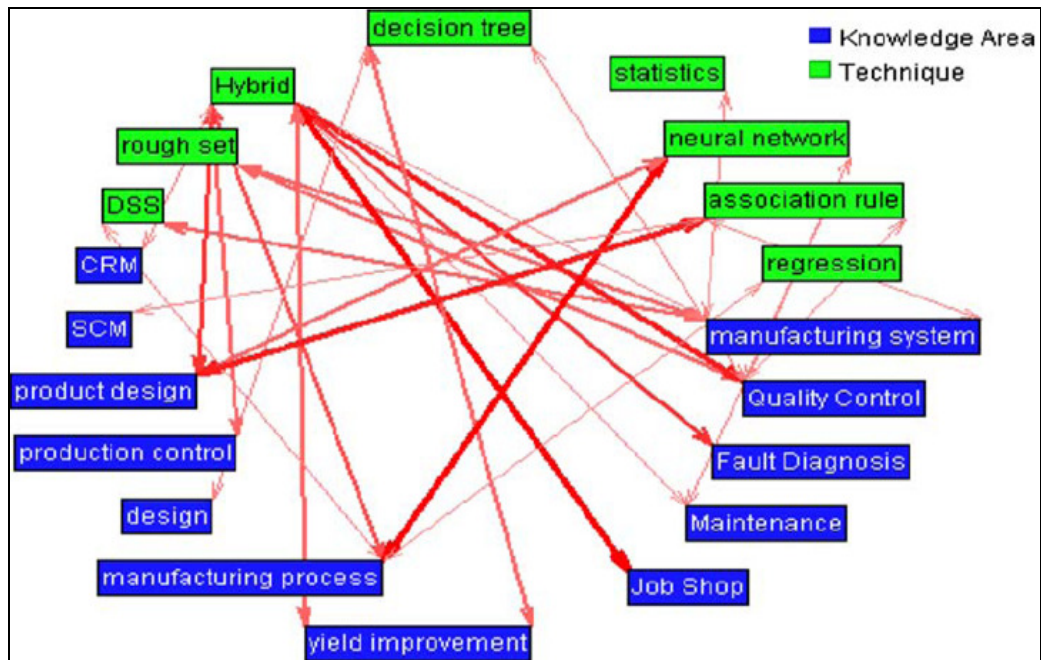 decision tree
Knowledge Area
Technique
statistics
Hybrid
neural network
rough set
association rule
DSS
regression
CRM
SCM
manufacturing system
product design
Quality Control
production control
Fault Diagnosis
design
Maintenance
manufacturing process
Job Shop
yield improvement